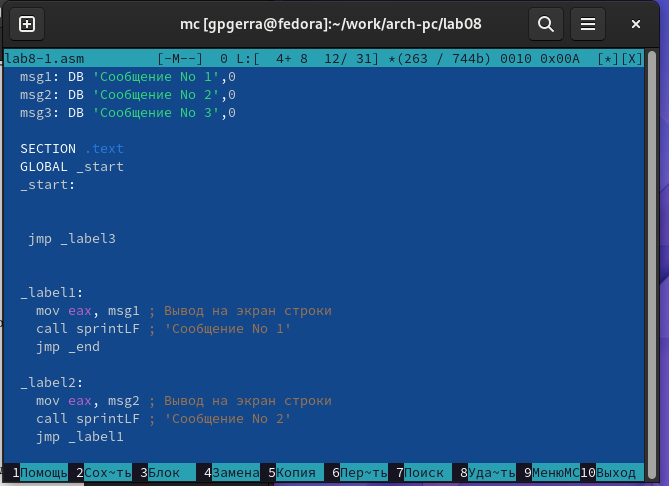 mc [gpgerra@fedora]:~/work/arch-pc/lab08
lab8-1.asm [-M--] 0 L:[ 4+ 8 12/ 31] *(263 / 744b) 0010 0x00A [*][X]
msg1: DB 'Сообщение No 1',0
msg2: DB 'Сообщение No 2',0
msg3: DB 'Сообщение No 3',0
SECTION .text
GLOBAL _start
_start:
jmp _label3
_label1:
mov eax, msg1 ; Вывод на экран строки
call sprintLF ; 'Сообщение No 1'
jmp _end
_label2:
mov eax, msg2 ; Вывод на экран строки
call sprintLF ; 'Сообщение No 2'
jmp _label1
1Помощь 2Сох~ть 3Блок 4Замена 5Копия 6Пер~ть 7Поиск 8Уда~ть 9МенюMC 10Выход